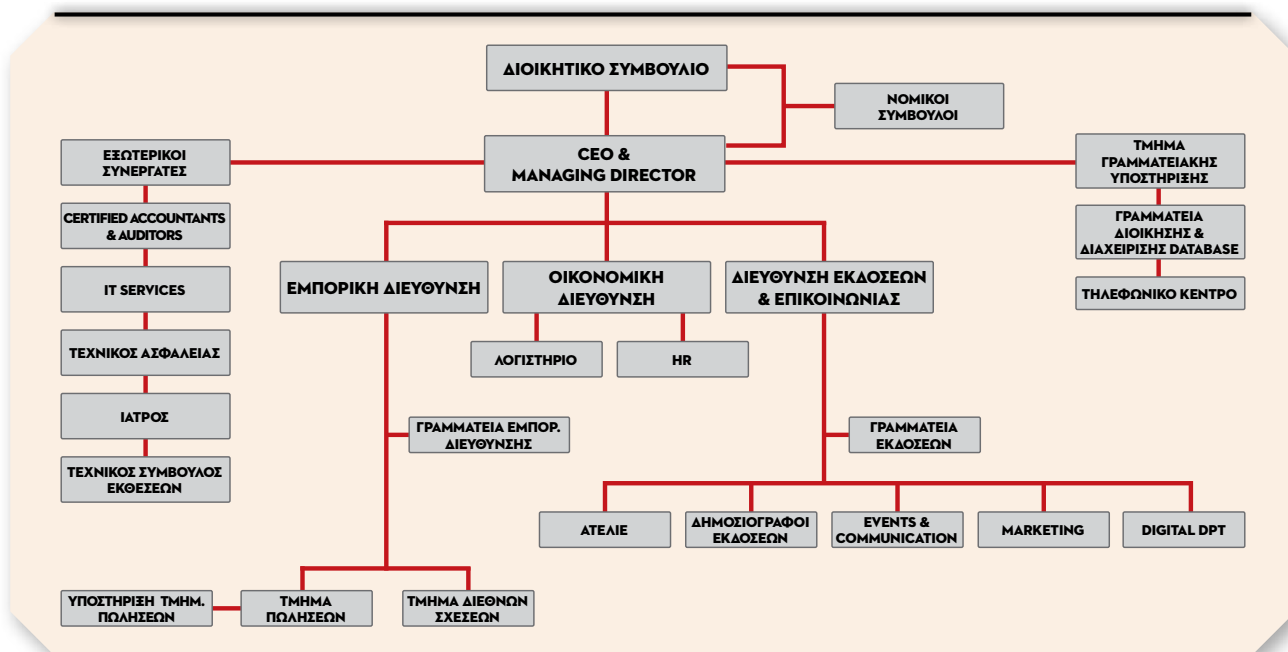 ΔΙΟΙΚΗΤΙΚΟ ΣΥΜΒΟΥΛΙΟ
ΝΟΜΙΚΟΙ
ΣΥΜΒΟΥΛΟΙ
ΕΞΩΤΕΡΙΚΟΙ
ΣΥΝΕΡΓΑΤΕΣ
CEO &
MANAGING DIRECTOR
ΤΜΗΜΑ
ΓΡΑΜΜΑΤΕΙΑΚΗΣ
ΥΠΟΣΤΗΡΙΞΗΣ
CERTIFIED ACCOUNTANTS
& AUDITORS
ΓΡΑΜΜΑΤΕΙΑ
ΔΙΟΙΚΗΣΗΣ &
ΔΙΑΧΕΙΡΙΣΗΣ DATABASE
IT SERVICES
ΕΜΠΟΡΙΚΗ ΔΙΕΥΘΥΝΣΗ
ΟΙΚΟΝΟΜΙΚΗ
ΔΙΕΥΘΥΝΣΗ
ΔΙΕΥΘΥΝΣΗ ΕΚΔΟΣΕΩΝ
& ΕΠΙΚΟΙΝΩΝΙΑΣ
ΤΗΛΕΦΩΝΙΚΟ ΚΕΝΤΡΟ
ΤΕΧΝΙΚΟΣ ΑΣΦΑΛΕΙΑΣ
ΛΟΓΙΣΤΗΡΙΟ
HR
ΙΑΤΡΟΣ
ΓΡΑΜΜΑΤΕΙΑ ΕΜΠΟΡ.
ΔΙΕΥΘΥΝΣΗΣ
ΓΡΑΜΜΑΤΕΙΑ
ΕΚΔΟΣΕΩΝ
ΤΕΧΝΙΚΟΣ ΣΥΜΒΟΥΛΟΣ
ΕΚΘΕΣΕΩΝ
ΑΤΕΛΙΕ
ΔΗΜΟΣΙΟΓΡΑΦΟΙ
ΕΚΔΟΣΕΩΝ
EVENTS &
COMMUNICATION
MARKETING
DIGITAL DPT
ΥΠΟΣΤΗΡΙΞΗ ΤΜΗΜ.
ΠΩΛΗΣΕΩΝ
ΤΜΗΜΑ
ΠΩΛΗΣΕΩΝ
ΤΜΗΜΑ ΔΙΕΘΝΩΝ
ΣΧΕΣΕΩΝ